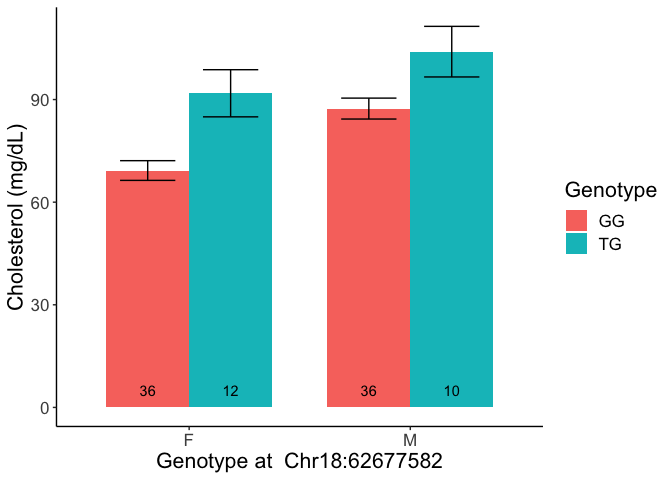 Cholesterol (mg/dL)
90
60
30
0
36
12
36
10
F
M
Genotype at  Chr18:62677582
Genotype
GG
TG